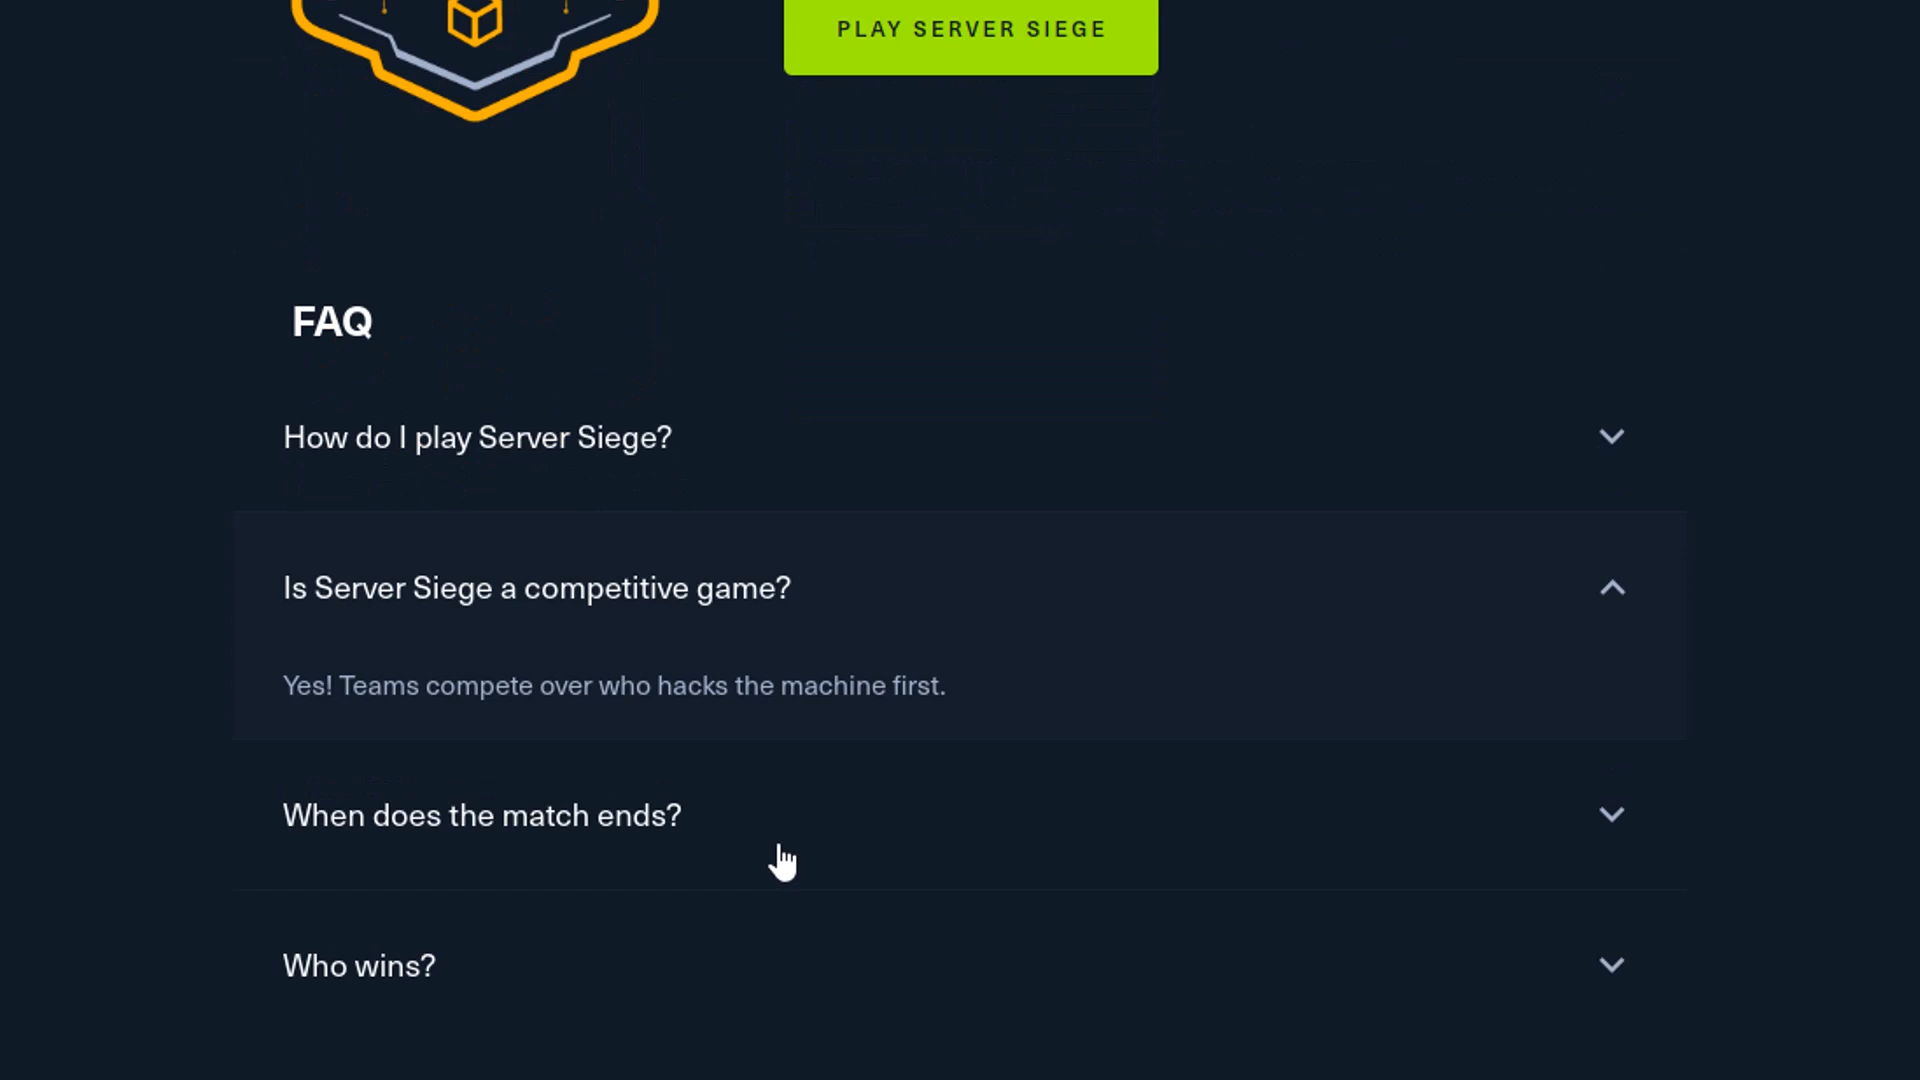 PLAY SERVER SIEGE
FAQ
How do I play Server Siege?
Is Server Siege a competitive game?
Yes! Teams compete over who hacks the machine first.
When does the match ends?
Who wins?